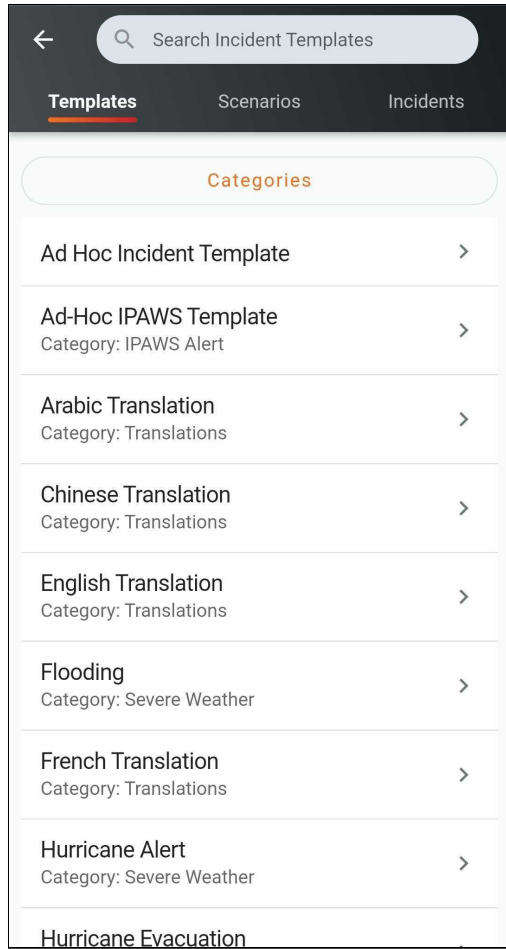 Search Incident Templates
Templates Scenarios Incidents
Categories
Ad Hoc Incident Template
Ad-Hoc IPAWS Template
Category: IPAWS Alert
Arabic Translation
Category: Translations
Chinese Translation
Category: Translations
English Translation
Category: Translations
Flooding
Category: Severe Weather
French Translation
Category: Translations
Hurricane Alert
Category: Severe Weather
Hurricane Evacuation